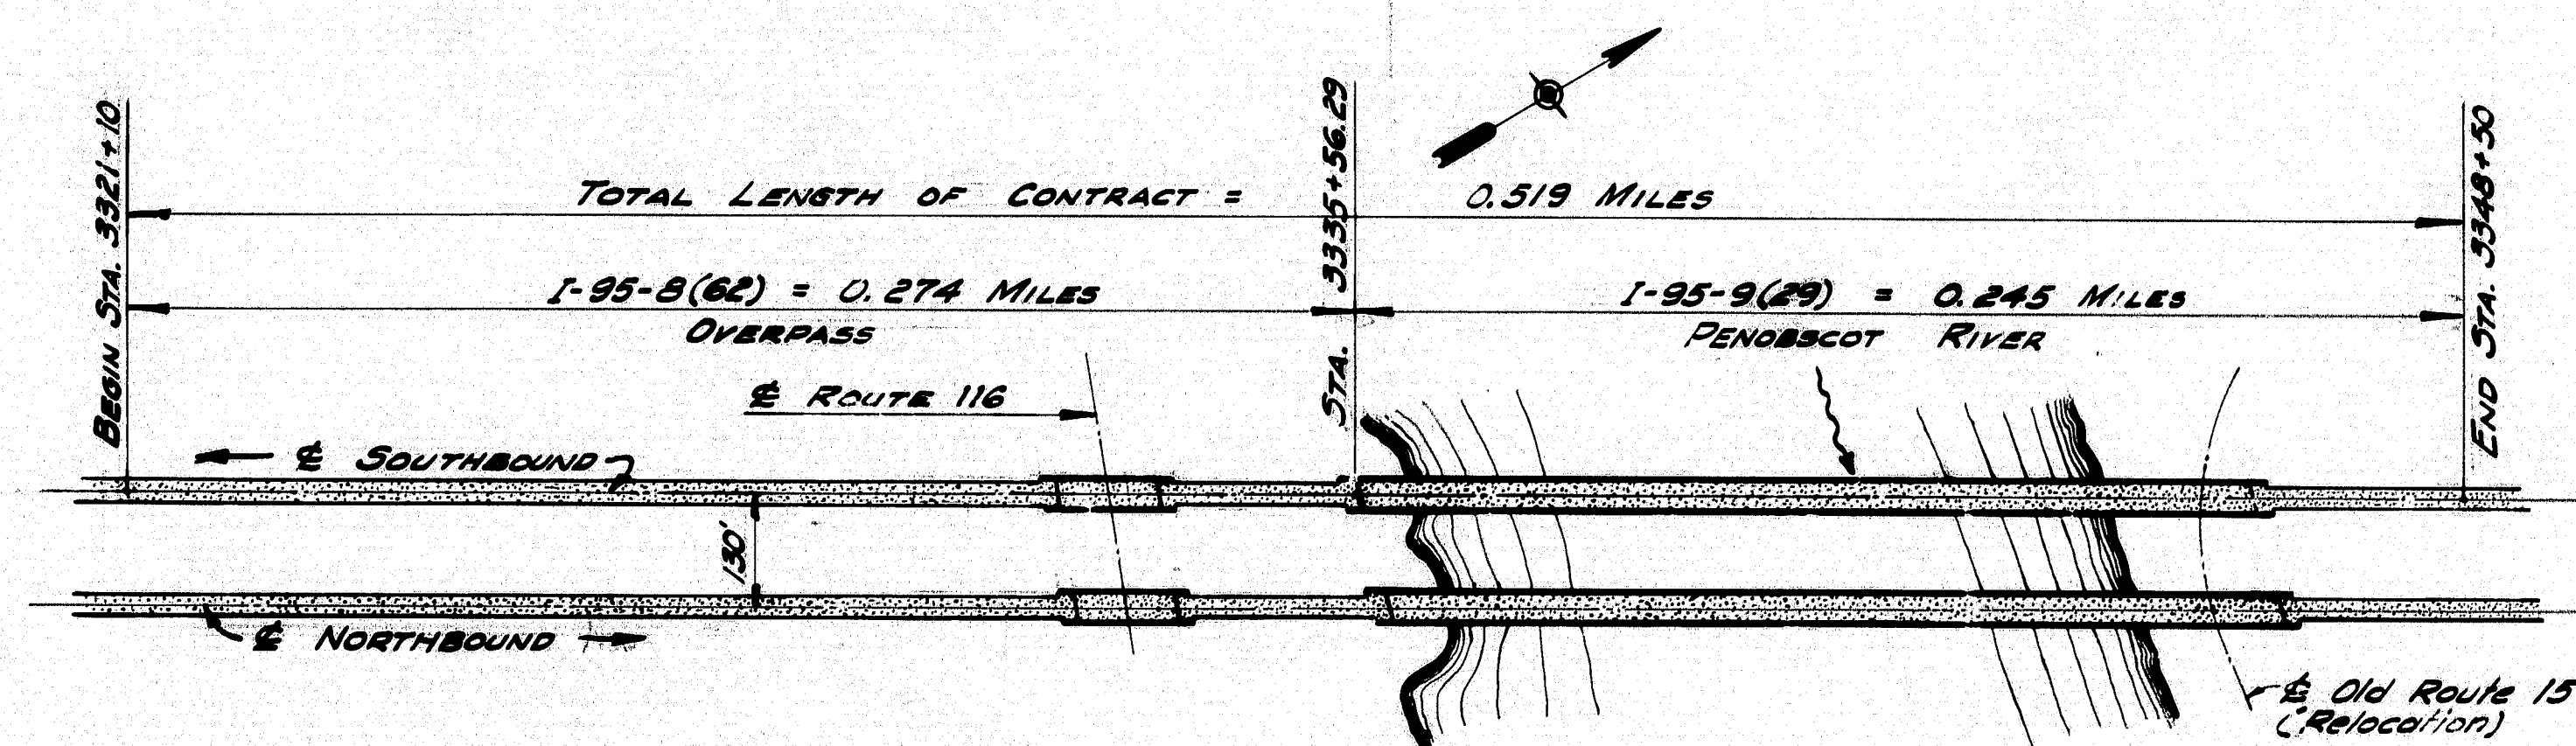 BEGIN STA. 3321+10
STA. 3335+56.29
END STA. 3348+50
TOTAL LENGTH OF CONTRACT = 0.519 MILES
I-95-8(62) = 0.274 MILES
OVERPASS
I-95-9(29) = 0.245 MILES
PENOBSCOT RIVER
℄ ROUTE 116
℄ SOUTHBOUND
130'
℄ NORTHBOUND
℄ Old Route 15
(Relocation)